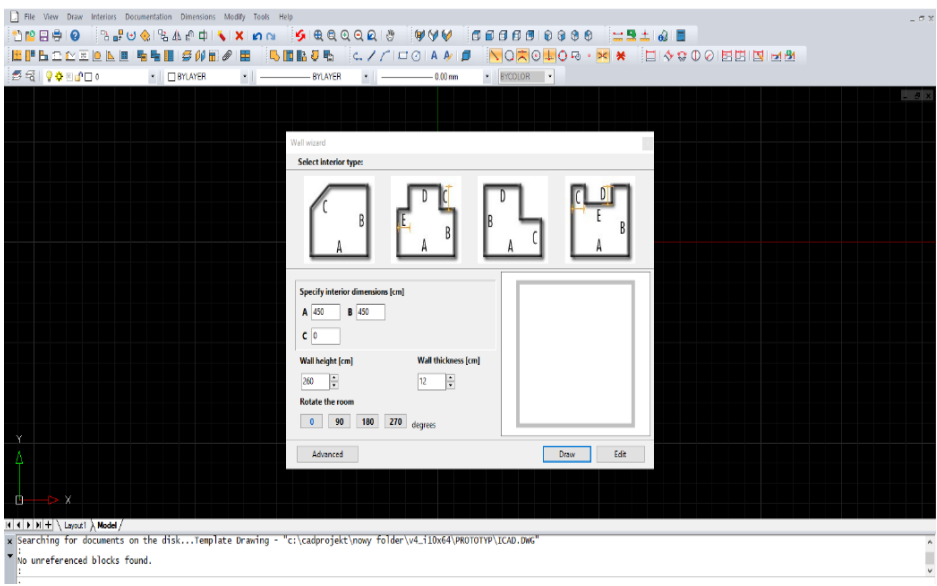 File View Draw Interiors Documentation Dimensions Modify Tools Help
0 BYLAYER BYLAYER 0.00 mm BYCOLOR
Wall wizard
Select interior type:
C B A
D C E B A
D B C A
C D E B A
Specify interior dimensions [cm]
A 450 B 450
C 0
Wall height [cm] Wall thickness [cm]
260 12
Rotate the room
0 90 180 270 degrees
Advanced Draw Edit
Y
X
Layout1 Model
Searching for documents on the disk...Template Drawing - "c:\cadprojekt\nowy folder\v4_i10x64\PROTOTYP\ICAD.DWG"
:
No unreferenced blocks found.
:
: